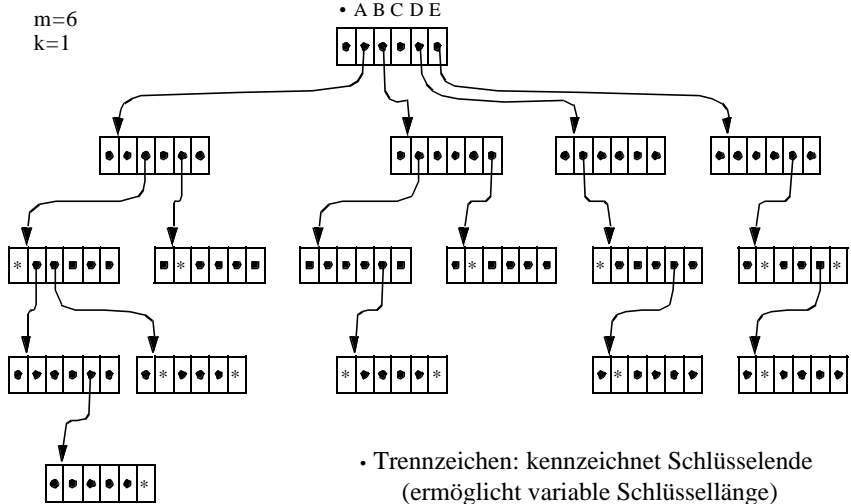 m=6
k=1
• A B C D E
* *
* *
* *
* * * * * *
*
• Trennzeichen: kennzeichnet Schlüsselende
(ermöglicht variable Schlüssellänge)